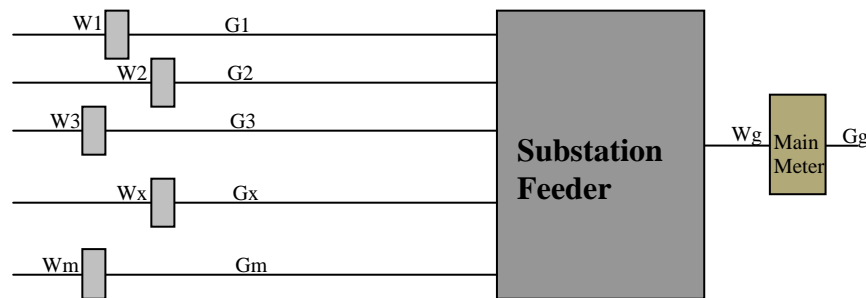 W1 G1
W2 G2
W3 G3
Wx Gx
Wm Gm
Substation
Feeder
Wg Main Gg
Meter